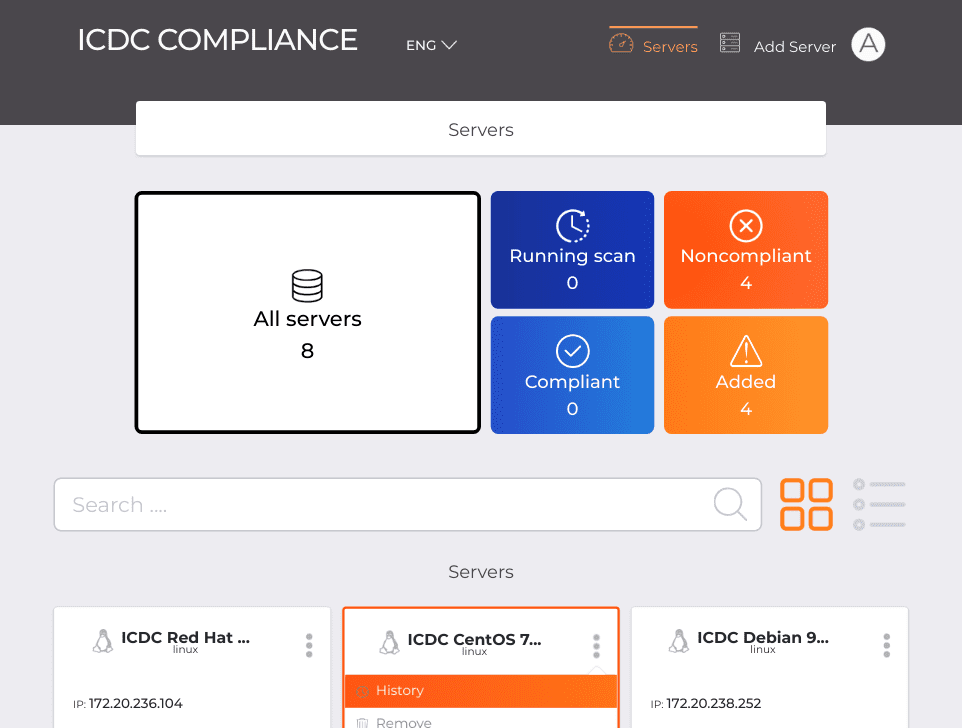 ICDC COMPLIANCE
ENG
Servers
Add Server
A
Servers
All servers
8
Running scan
0
Noncompliant
4
Compliant
0
Added
4
Search ....
Servers
ICDC Red Hat ...
linux
IP: 172.20.236.104
ICDC CentOS 7...
linux
History
Remove
ICDC Debian 9...
linux
IP: 172.20.238.252